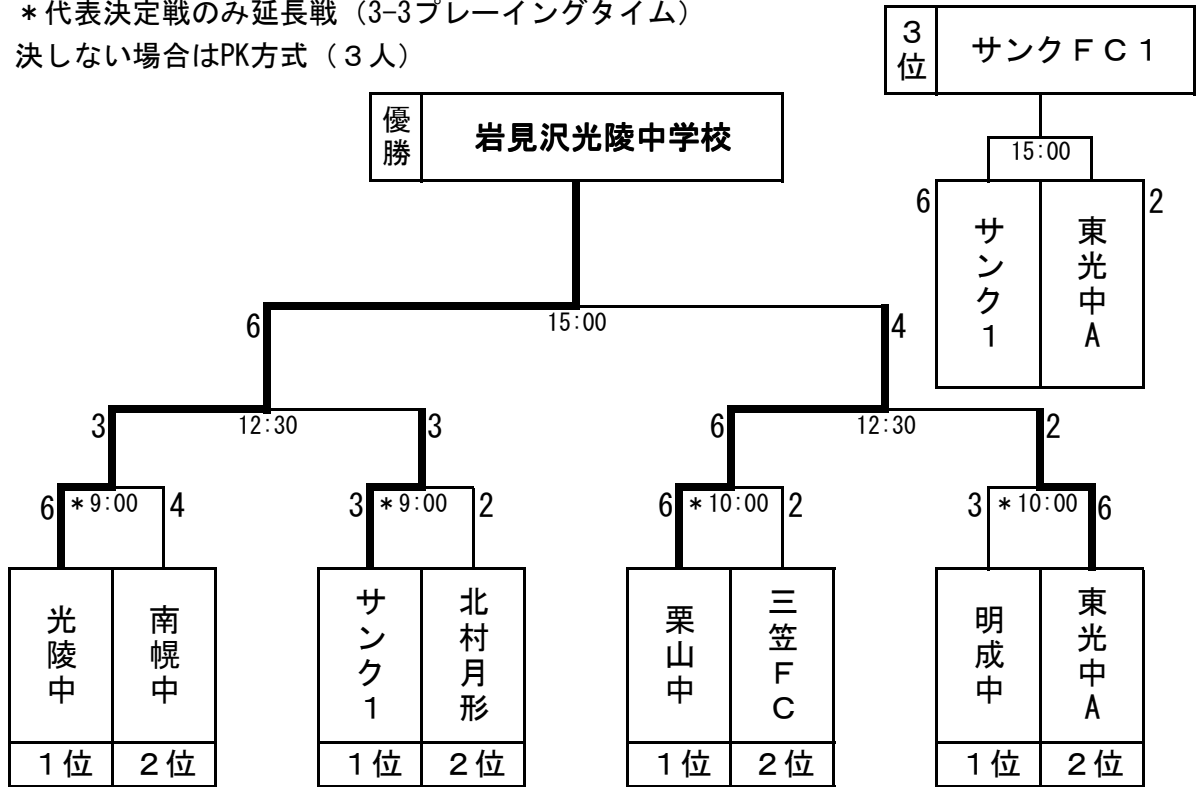 ＊代表決定戦のみ延長戦（3-3プレーイングタイム）
決しない場合はPK方式（３人）
３位 サンクＦＣ１
優勝 岩見沢光陵中学校
15:00
6 サンク１ 東光中A 2
6 15:00 4
3 12:30 3 6 12:30 2
6 ＊9:00 4 3 ＊9:00 2 6 ＊10:00 2 3 ＊10:00 6
光陵中 南幌中 サンク１ 北村月形 栗山中 三笠ＦＣ 明成中 東光中A
１位 ２位 １位 ２位 １位 ２位 １位 ２位